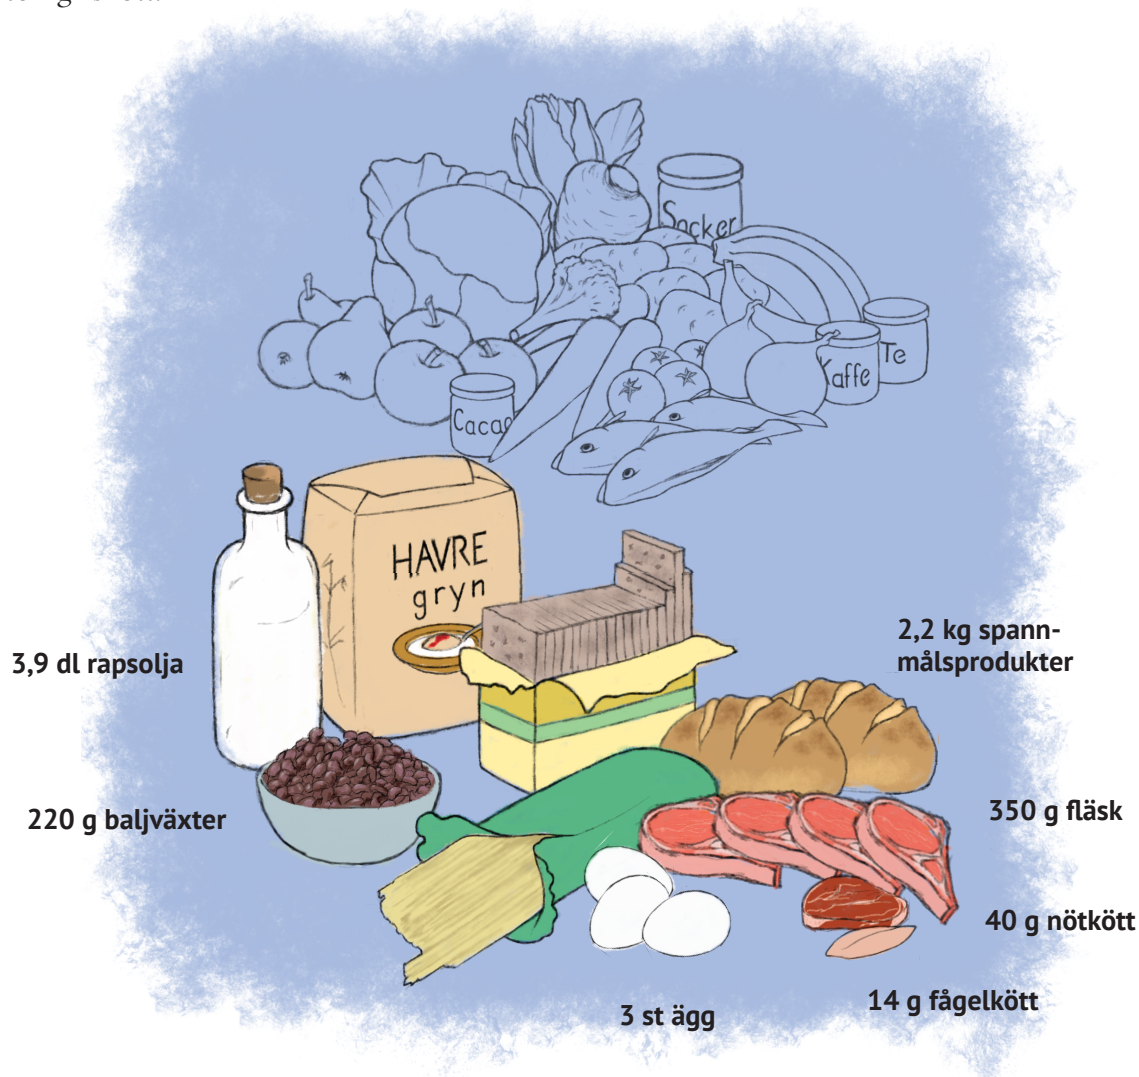 Socker
Te
Kaffe
Cacao
HAVRE
gryn
2,2 kg spann-
målsprodukter
3,9 dl rapsolja
220 g baljväxter
350 g fläsk
40 g nötkött
14 g fågelkött
3 st ägg